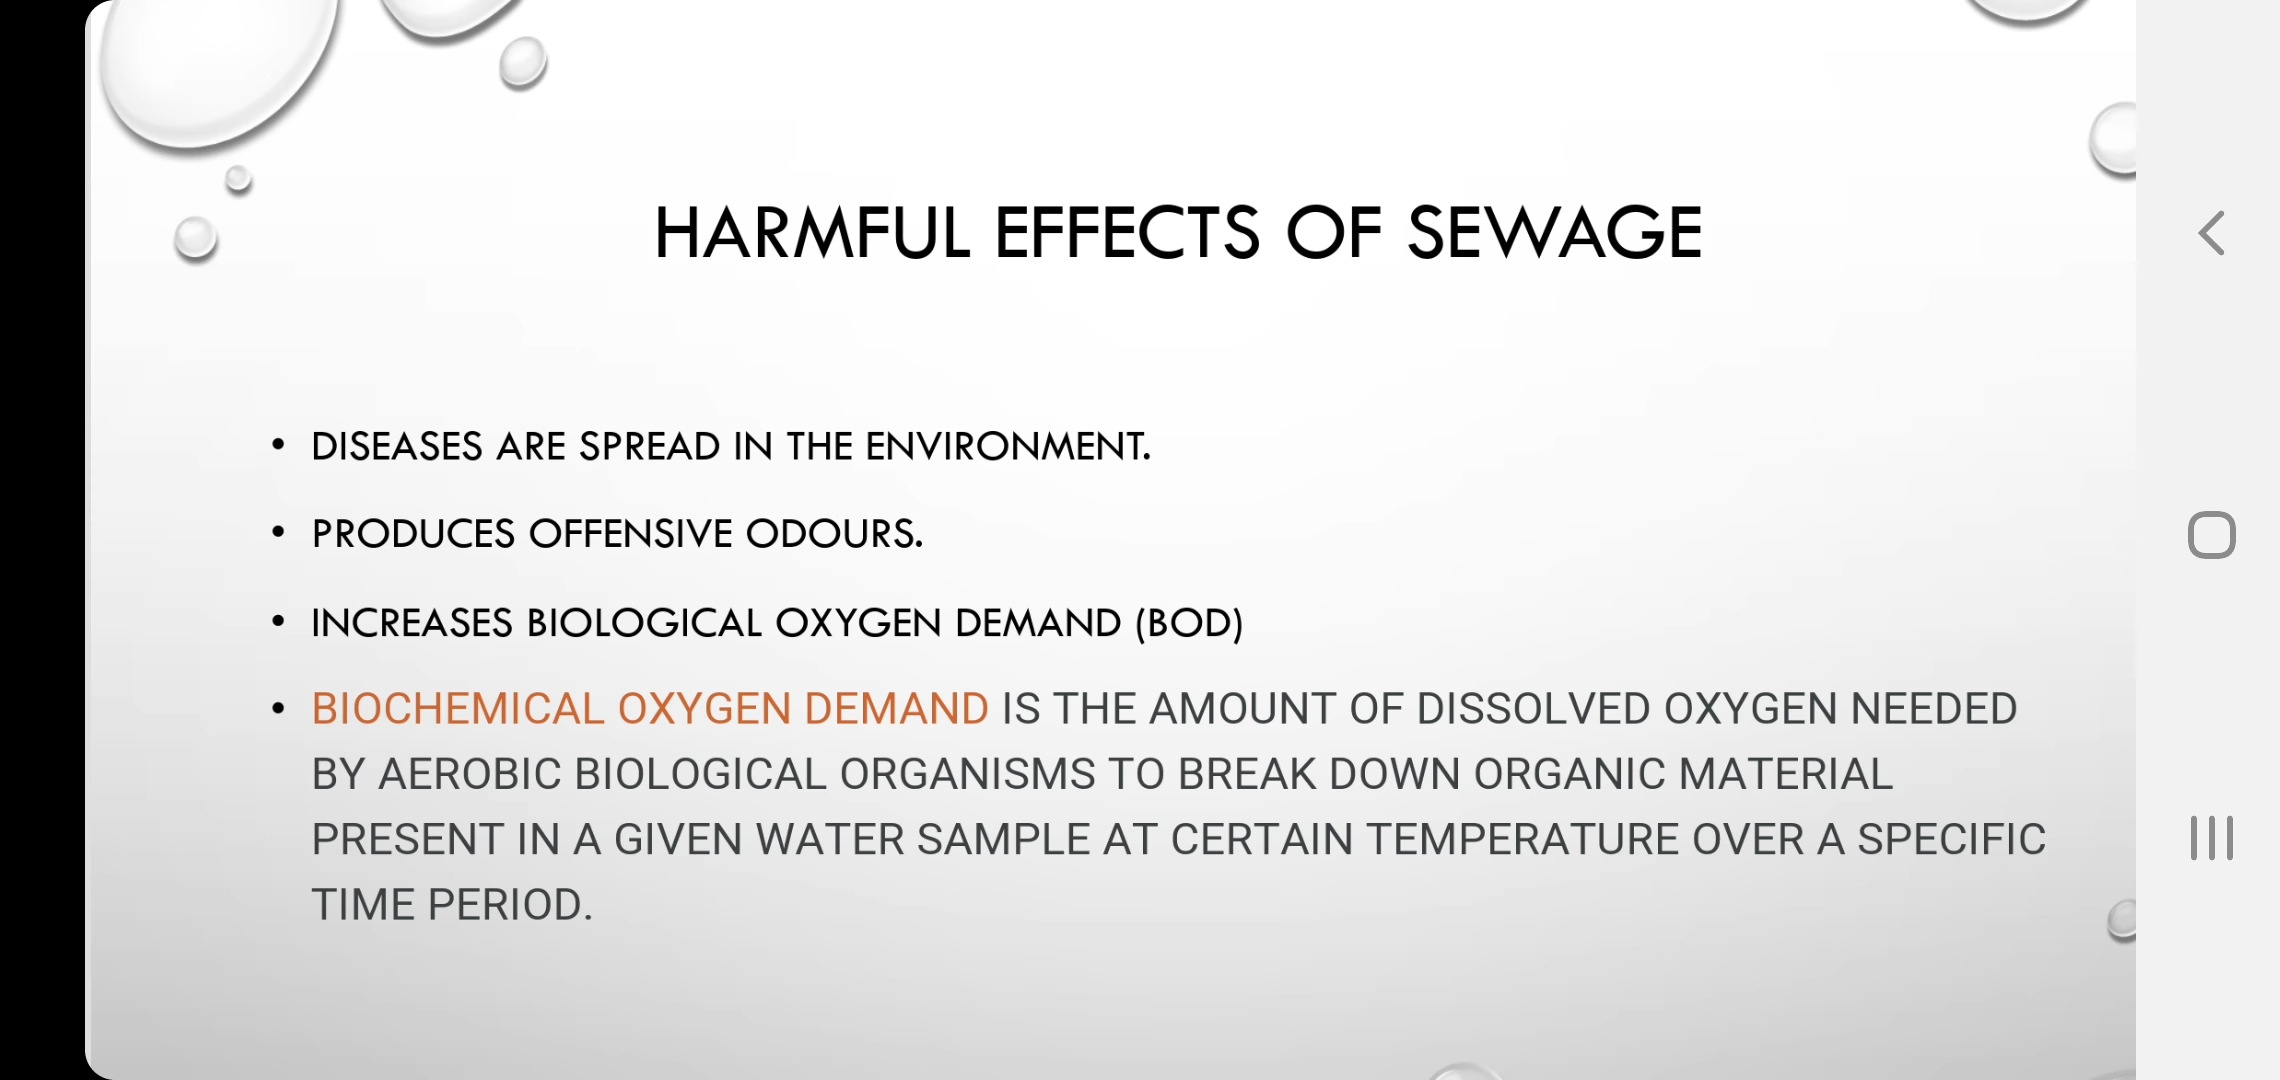 HARMFUL EFFECTS OF SEWAGE
• DISEASES ARE SPREAD IN THE ENVIRONMENT.
• PRODUCES OFFENSIVE ODOURS.
• INCREASES BIOLOGICAL OXYGEN DEMAND (BOD)
• BIOCHEMICAL OXYGEN DEMAND IS THE AMOUNT OF DISSOLVED OXYGEN NEEDED
BY AEROBIC BIOLOGICAL ORGANISMS TO BREAK DOWN ORGANIC MATERIAL
PRESENT IN A GIVEN WATER SAMPLE AT CERTAIN TEMPERATURE OVER A SPECIFIC
TIME PERIOD.